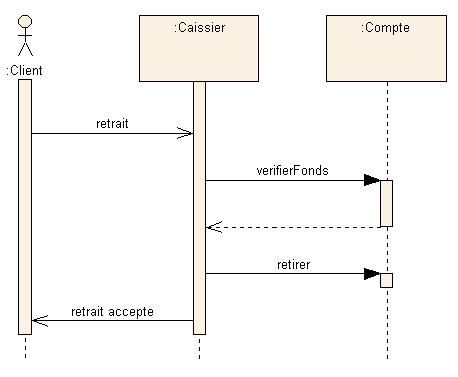 :Caissier
:Compte
:Client
retrait
verifierFonds
retirer
retrait accepte